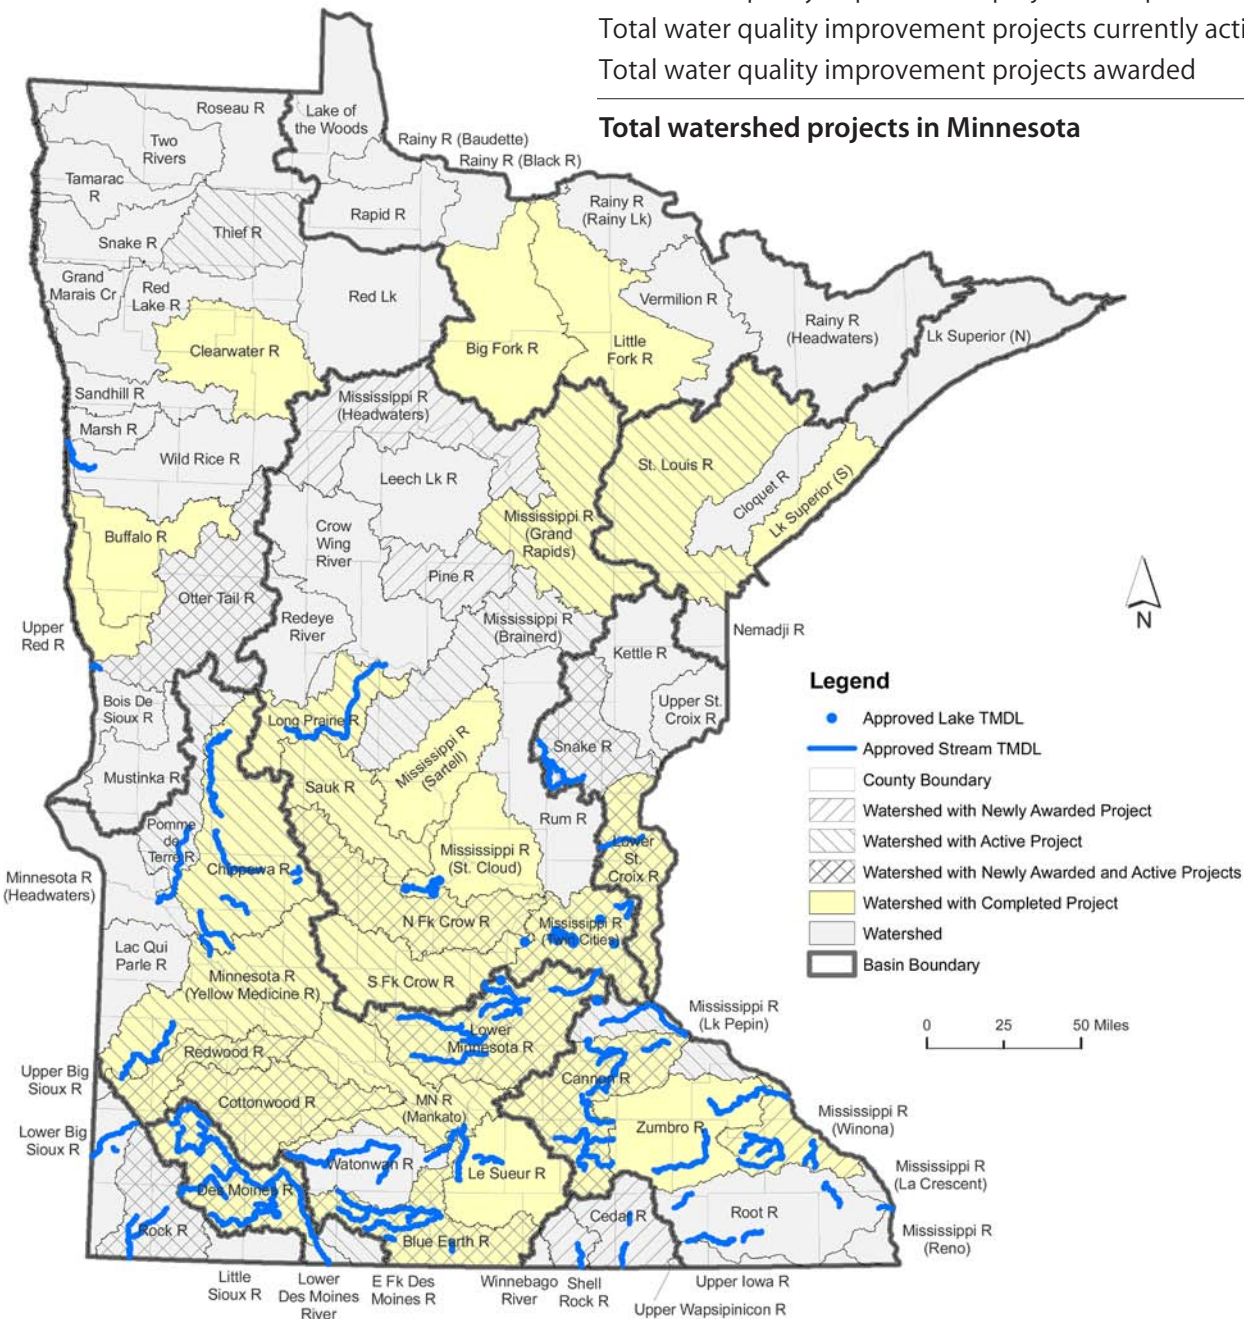 Total water quality improvement projects currently acti
Total water quality improvement projects awarded
Total watershed projects in Minnesota
Roseau R
Lake of
the Woods
Two
Rivers
Rainy R (Baudette)
Rainy R (Black R)
Tamarac
R
Rapid R
Rainy R
(Rainy Lk)
Thief R
Snake R
Grand
Marais Cr
Red
Lake R
Red Lk
Vermilion R
Rainy R
(Headwaters)
Lk Superior (N)
Clearwater R
Big Fork R
Little
Fork R
Sandhill R
Mississippi R
(Headwaters)
Marsh R
Wild Rice R
Leech Lk R
St. Louis R
Cloquet R
Lk Superior (S)
Buffalo R
Crow
Wing
River
Mississippi R
(Grand
Rapids)
Pine R
Otter Tail R
Redeye
River
Mississippi R
(Brainerd)
Upper
Red R
Nemadji R
Kettle R
N
Bois De
Sioux R
Long Prairie R
Upper St.
Croix R
Mississippi R
(Sartell)
Snake R
Mustinka R
Sauk R
Rum R
Pomme
de
Terre R
Mississippi R
(St. Cloud)
Lower
St.
Croix R
Chippewa R
Minnesota R
(Headwaters)
N Fk Crow R
Mississippi R
(Twin Cities)
Lac Qui
Parle R
Minnesota R
(Yellow Medicine R)
S Fk Crow R
Mississippi R
(Lk Pepin)
Lower
Minnesota R
Redwood R
Upper Big
Sioux R
Cannon R
Cottonwood R
MN R
(Mankato)
Lower Big
Sioux R
Zumbro R
Mississippi R
(Winona)
Watonwan R
Le Sueur R
Mississippi R
(La Crescent)
Des Moines R
Rock R
Cedar R
Root R
Mississippi R
(Reno)
Blue Earth R
Little
Sioux R
Lower
Des Moines
River
E Fk Des
Moines R
Winnebago
River
Shell
Rock R
Upper Iowa R
Upper Wapsipinicon R
Legend
Approved Lake TMDL
Approved Stream TMDL
County Boundary
Watershed with Newly Awarded Project
Watershed with Active Project
Watershed with Newly Awarded and Active Projects
Watershed with Completed Project
Watershed
Basin Boundary
0 25 50 Miles